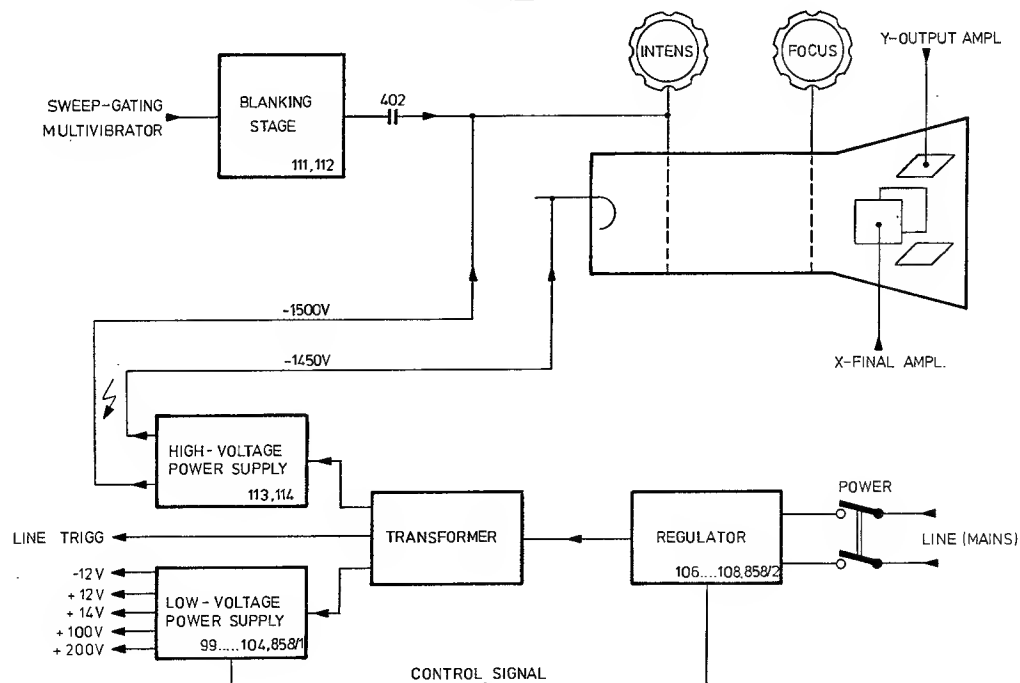 INTENS
FOCUS
Y-OUTPUT AMPL
SWEEP-GATING
MULTIVIBRATOR
BLANKING
STAGE
111,112
402
-1500V
-1450V
X-FINAL AMPL.
HIGH-VOLTAGE
POWER SUPPLY
113,114
LINE TRIGG
TRANSFORMER
REGULATOR
106....108,858/2
POWER
LINE (MAINS)
-12V
+12V
+14V
+100V
+200V
LOW-VOLTAGE
POWER SUPPLY
99.....104,858/1
CONTROL SIGNAL